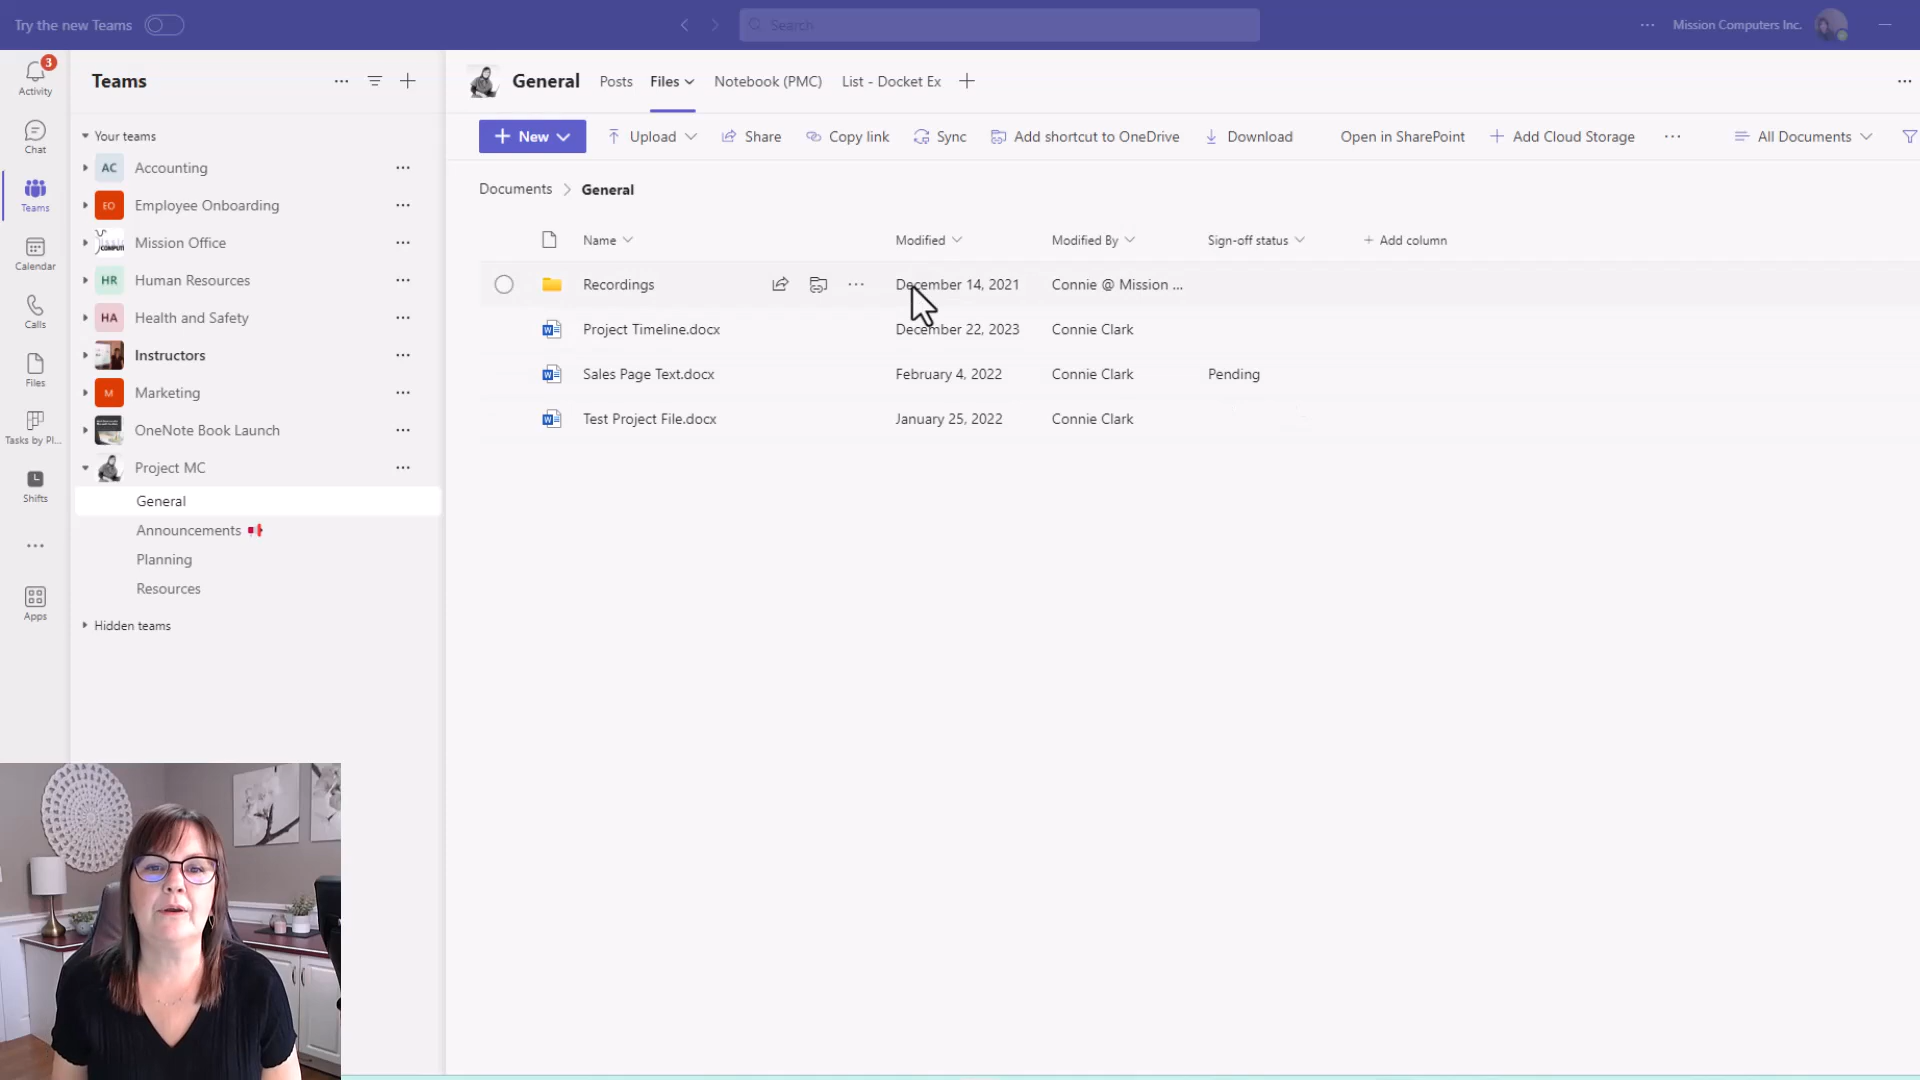 Try the new Teams
Search
Mission Computers Inc.
3
Activity
Chat
Teams
Calendar
Calls
Files
Tasks by Pl...
Shifts
Apps
Teams
Your teams
AC Accounting
EO Employee Onboarding
Mission Office
HR Human Resources
HA Health and Safety
Instructors
M Marketing
OneNote Book Launch
Project MC
General
Announcements
Planning
Resources
Hidden teams
General Posts Files Notebook (PMC) List - Docket Ex
New Upload Share Copy link Sync Add shortcut to OneDrive Download Open in SharePoint Add Cloud Storage All Documents
Documents > General
Name Modified Modified By Sign-off status + Add column
Recordings December 14, 2021 Connie @ Mission ...
Project Timeline.docx December 22, 2023 Connie Clark
Sales Page Text.docx February 4, 2022 Connie Clark Pending
Test Project File.docx January 25, 2022 Connie Clark